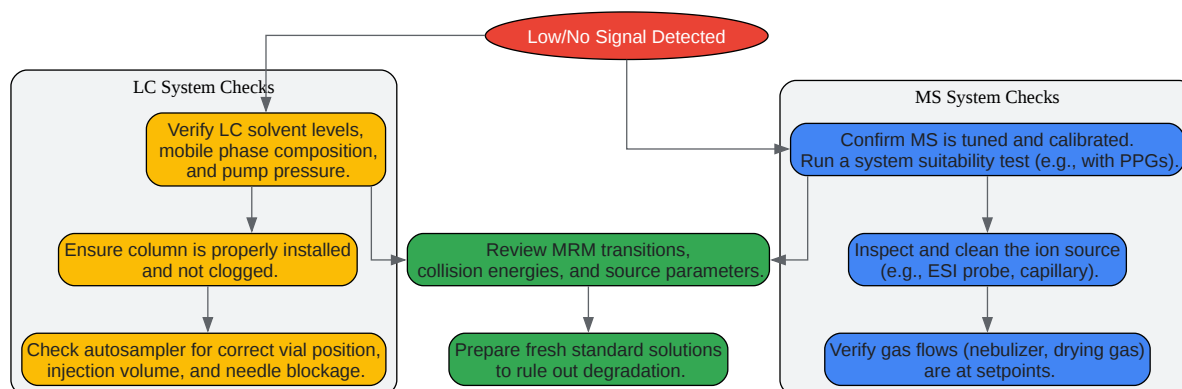 Low/No Signal Detected
LC System Checks
Verify LC solvent levels,
mobile phase composition,
and pump pressure.
Ensure column is properly installed
and not clogged.
Check autosampler for correct vial position,
injection volume, and needle blockage.
Review MRM transitions,
collision energies, and source parameters.
Prepare fresh standard solutions
to rule out degradation.
MS System Checks
Confirm MS is tuned and calibrated.
Run a system suitability test (e.g., with PPGs).
Inspect and clean the ion source
(e.g., ESI probe, capillary).
Verify gas flows (nebulizer, drying gas)
are at setpoints.